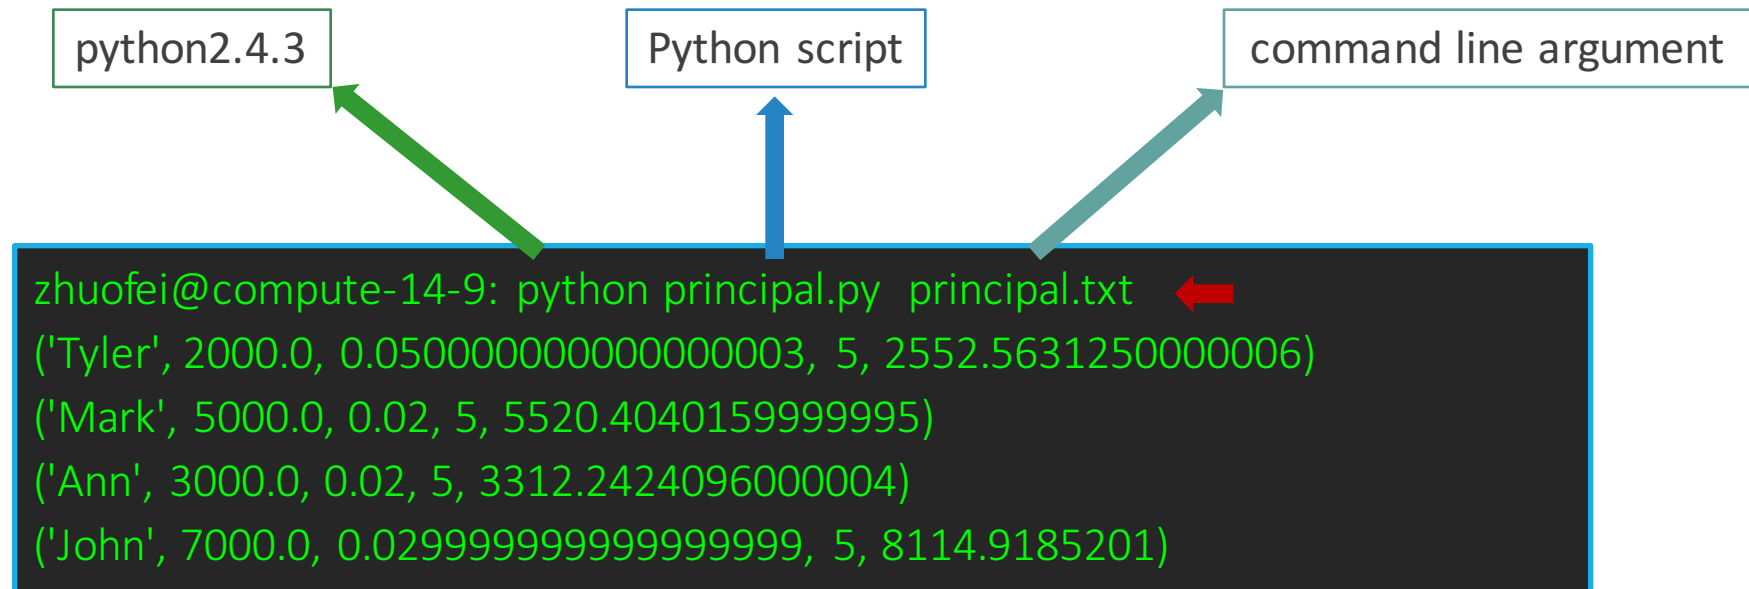 python2.4.3
Python script
command line argument
zhuofei@compute-14-9: python principal.py principal.txt
('Tyler', 2000.0, 0.050000000000000003, 5, 2552.5631250000006)
('Mark', 5000.0, 0.02, 5, 5520.4040159999995)
('Ann', 3000.0, 0.02, 5, 3312.2424096000004)
('John', 7000.0, 0.029999999999999999, 5, 8114.9185201)